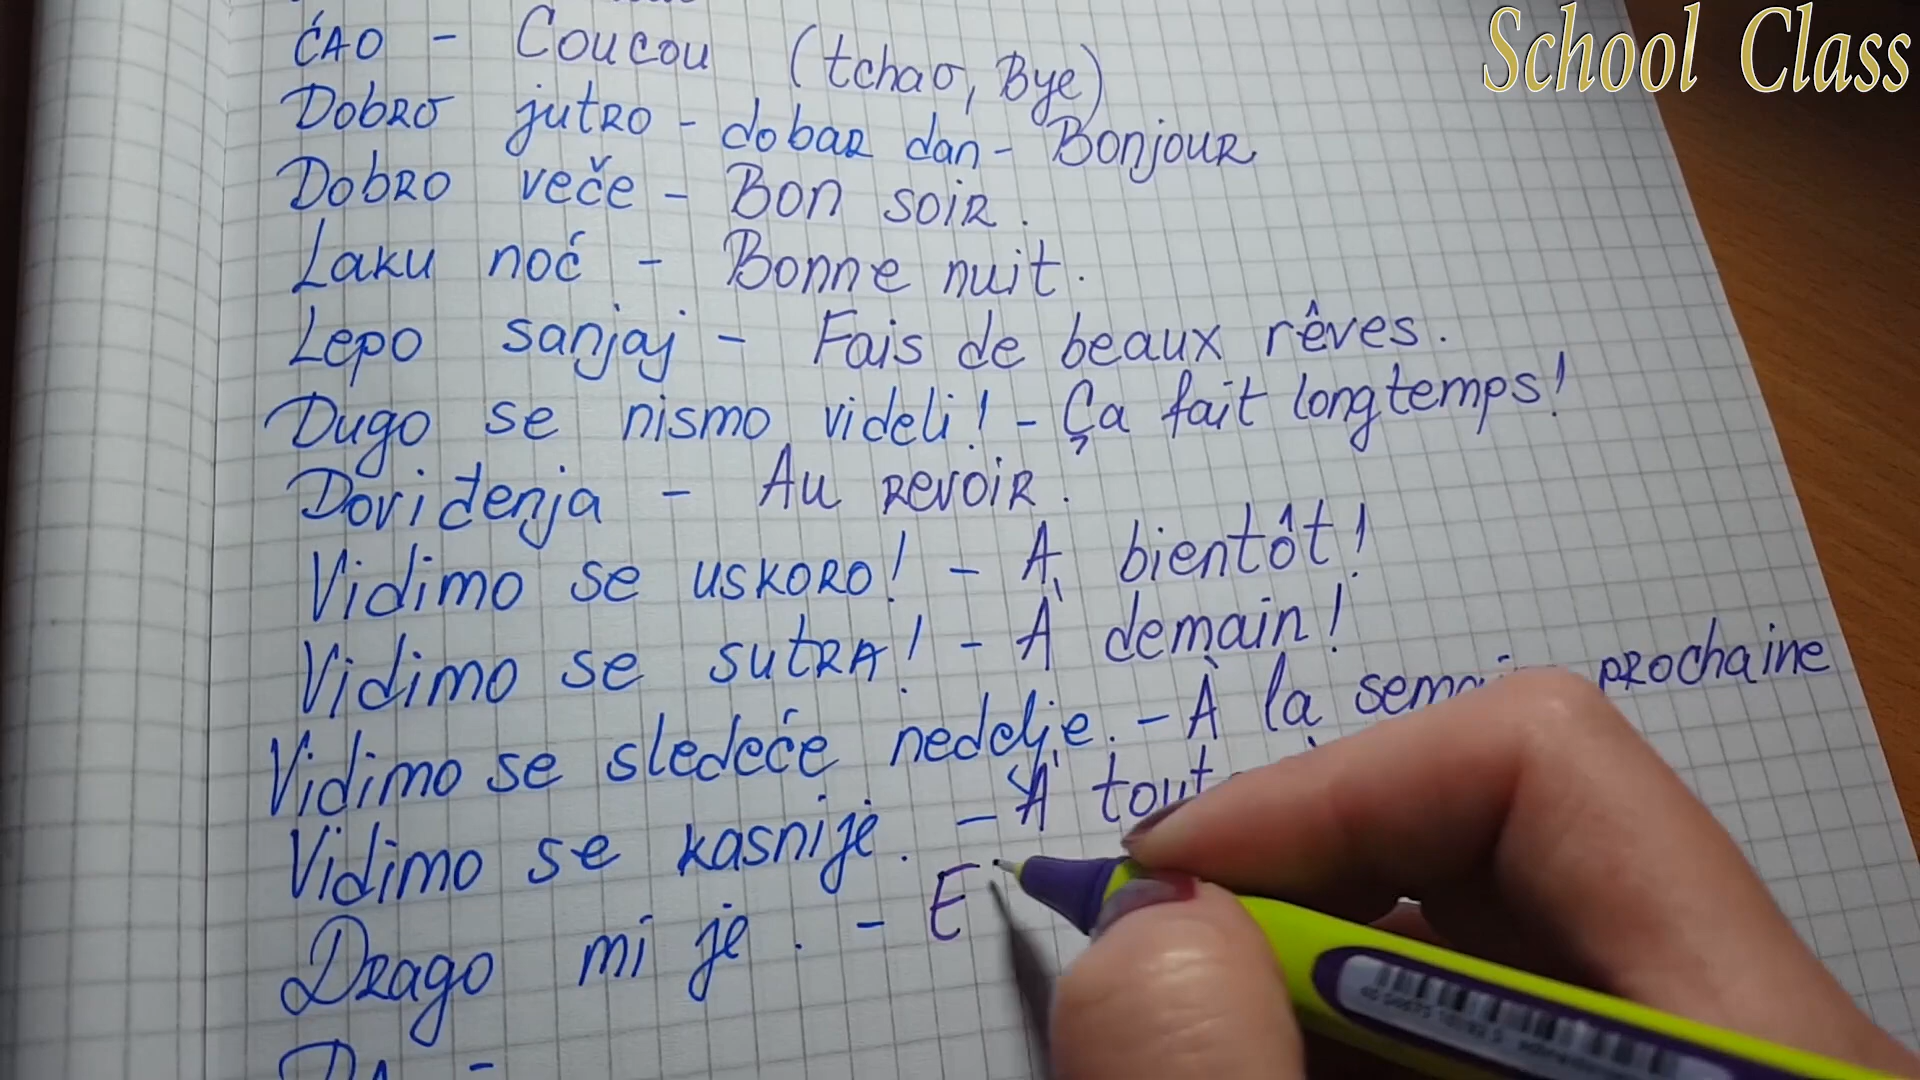 School Class
ĆAO - Coucou (tchao, Bye)
Dobro jutro - dobar dan - Bonjour
Dobro veče - Bon soir.
Laku noć - Bonne nuit.
Lepo sanjaj - Fais de beaux rêves.
Dugo se nismo videli! - Ça fait longtemps!
Doviđenja - Au revoir.
Vidimo se uskoro! - A bientôt!
Vidimo se sutra! - À demain!
Vidimo se sledeće nedelje. - À la prochaine
Vidimo se kasnije. - À
Drago mi je. - E
DA -